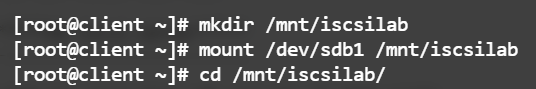 [root@client ~]# mkdir /mnt/iscsilab
[root@client ~]# mount /dev/sdb1 /mnt/iscsilab
[root@client ~]# cd /mnt/iscsilab/